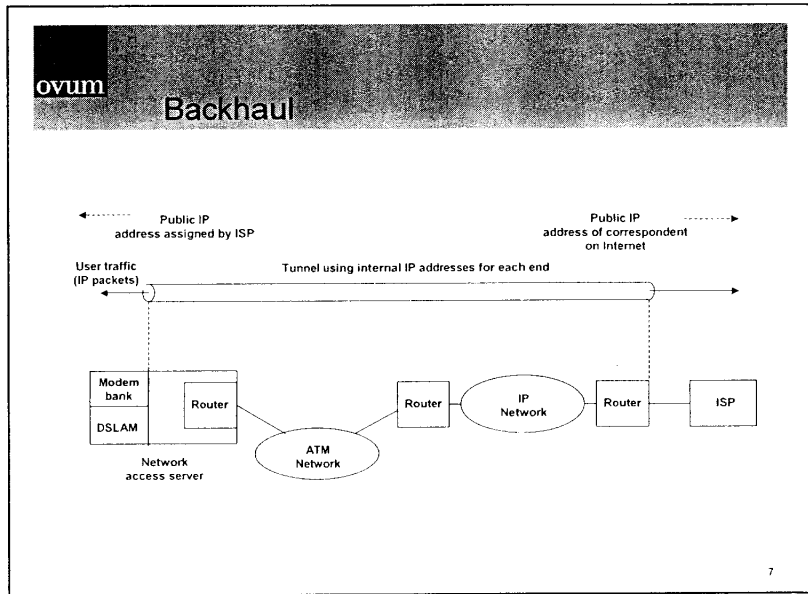 ovum
Backhaul
Public IP
address assigned by ISP
Public IP
address of correspondent
on Internet
User traffic
(IP packets)
Tunnel using internal IP addresses for each end
Modem
bank
DSLAM
Router
Network
access server
ATM
Network
Router
IP
Network
Router
ISP
7